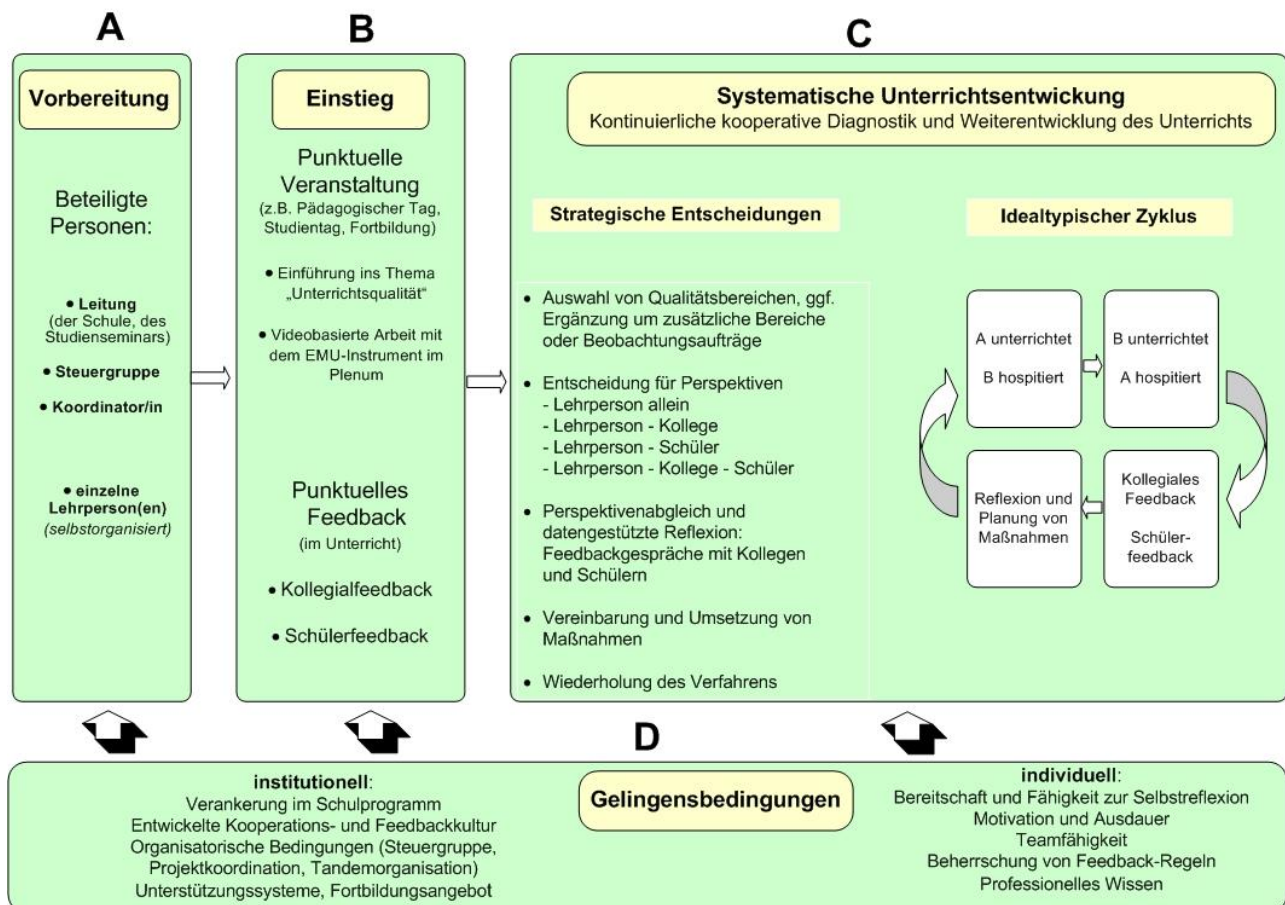 A
B
C
Vorbereitung
Beteiligte
Personen:
• Leitung
(der Schule, des
Studienseminars)
• Steuergruppe
• Koordinator/in
• einzelne
Lehrperson(en)
(selbstorganisiert)
Einstieg
Punktuelle
Veranstaltung
(z.B. Pädagogischer Tag,
Studientag, Fortbildung)
• Einführung ins Thema
„Unterrichtsqualität“
• Videobasierte Arbeit mit
dem EMU-Instrument im
Plenum
Punktuelles
Feedback
(im Unterricht)
• Kollegialfeedback
• Schülerfeedback
Systematische Unterrichtsentwickung
Kontinuierliche kooperative Diagnostik und Weiterentwicklung des Unterrichts
Strategische Entscheidungen
• Auswahl von Qualitätsbereichen, ggf.
Ergänzung um zusätzliche Bereiche
oder Beobachtungsaufträge
• Entscheidung für Perspektiven
- Lehrperson allein
- Lehrperson - Kollege
- Lehrperson - Schüler
- Lehrperson - Kollege - Schüler
• Perspektivenabgleich und
datengestützte Reflexion:
Feedbackgespräche mit Kollegen
und Schülern
• Vereinbarung und Umsetzung von
Maßnahmen
• Wiederholung des Verfahrens
Idealtypischer Zyklus
A unterrichtet
B hospitiert
B unterrichtet
A hospitiert
Kollegiales
Feedback
Schüler-
feedback
Reflexion und
Planung von
Maßnahmen
D
Gelingensbedingungen
institutionell:
Verankerung im Schulprogramm
Entwickelte Kooperations- und Feedbackkultur
Organisatorische Bedingungen (Steuergruppe,
Projektkoordination, Tandemorganisation)
Unterstützungssysteme, Fortbildungsangebot
individuell:
Bereitschaft und Fähigkeit zur Selbstreflexion
Motivation und Ausdauer
Teamfähigkeit
Beherrschung von Feedback-Regeln
Professionelles Wissen